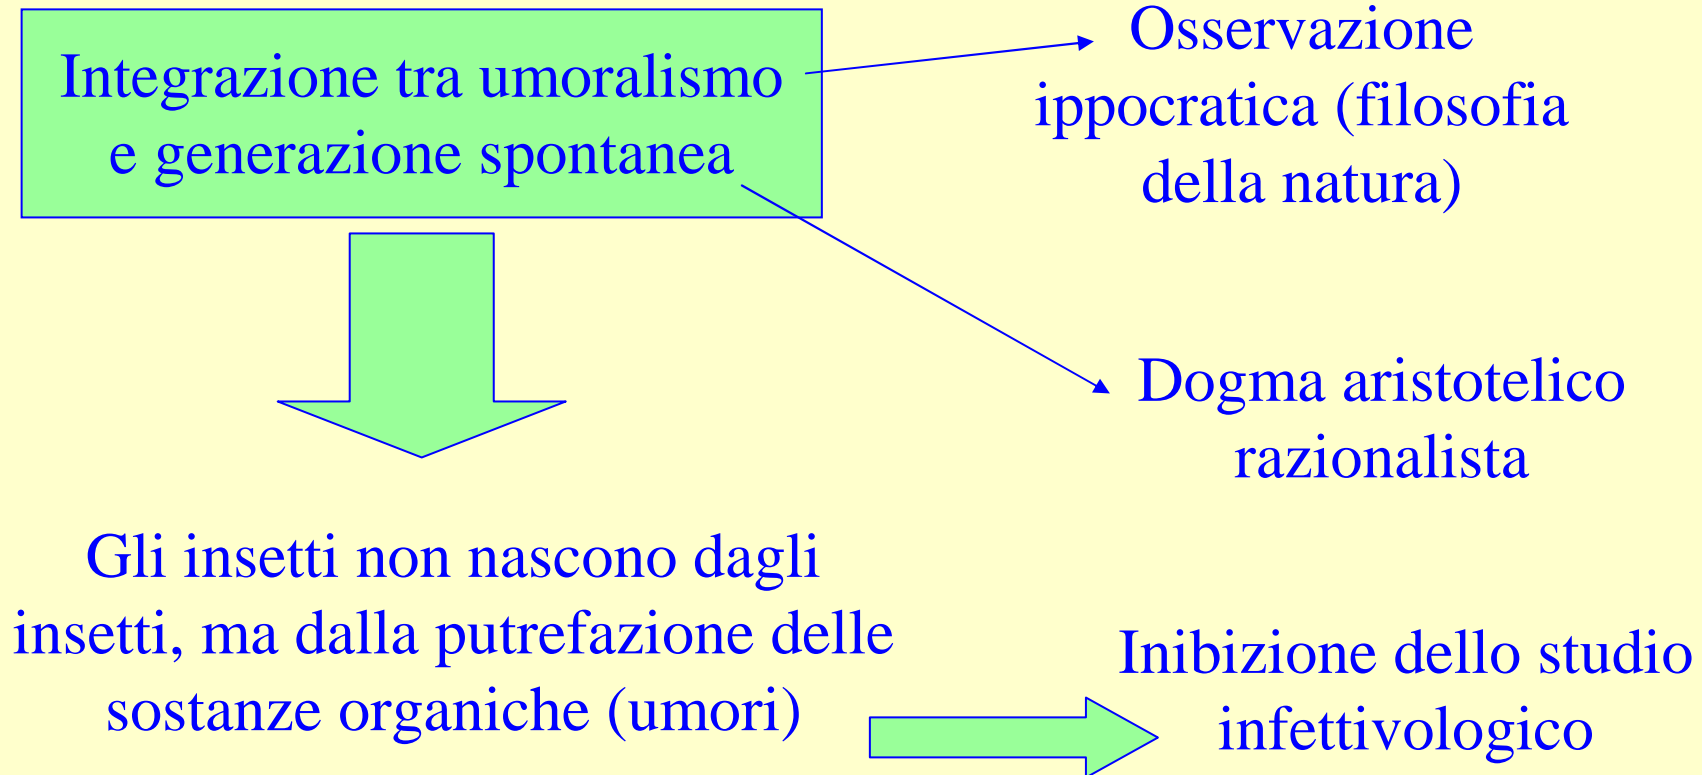 Integrazione tra umoralismo
e generazione spontanea
Osservazione
ippocratica (filosofia
della natura)
Dogma aristotelico
razionalista
Gli insetti non nascono dagli
insetti, ma dalla putrefazione delle
sostanze organiche (umori)
Inibizione dello studio
infettivologico